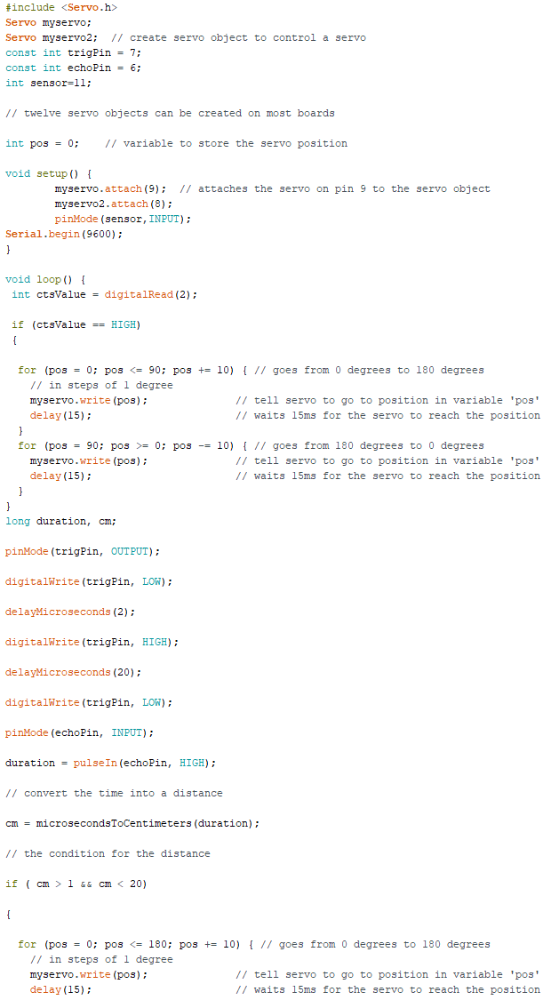 #include <Servo.h>
Servo myservo;
Servo myservo2;  // create servo object to control a servo
const int trigPin = 7;
const int echoPin = 6;
int sensor=11;

// twelve servo objects can be created on most boards

int pos = 0;    // variable to store the servo position

void setup() {
        myservo.attach(9);  // attaches the servo on pin 9 to the servo object
        myservo2.attach(8);
        pinMode(sensor,INPUT);
Serial.begin(9600);
}

void loop() {
 int ctsValue = digitalRead(2);

 if (ctsValue == HIGH)
 {

  for (pos = 0; pos <= 90; pos += 10) { // goes from 0 degrees to 180 degrees
    // in steps of 1 degree
    myservo.write(pos);              // tell servo to go to position in variable 'pos'
    delay(15);                       // waits 15ms for the servo to reach the position
  }
  for (pos = 90; pos >= 0; pos -= 10) { // goes from 180 degrees to 0 degrees
    myservo.write(pos);              // tell servo to go to position in variable 'pos'
    delay(15);                       // waits 15ms for the servo to reach the position
  }
}
long duration, cm;

pinMode(trigPin, OUTPUT);

digitalWrite(trigPin, LOW);

delayMicroseconds(2);

digitalWrite(trigPin, HIGH);

delayMicroseconds(20);

digitalWrite(trigPin, LOW);

pinMode(echoPin, INPUT);

duration = pulseIn(echoPin, HIGH);

// convert the time into a distance

cm = microsecondsToCentimeters(duration);

// the condition for the distance

if ( cm > 1 && cm < 20)

{

  for (pos = 0; pos <= 180; pos += 10) { // goes from 0 degrees to 180 degrees
    // in steps of 1 degree
    myservo.write(pos);              // tell servo to go to position in variable 'pos'
    delay(15);                       // waits 15ms for the servo to reach the position